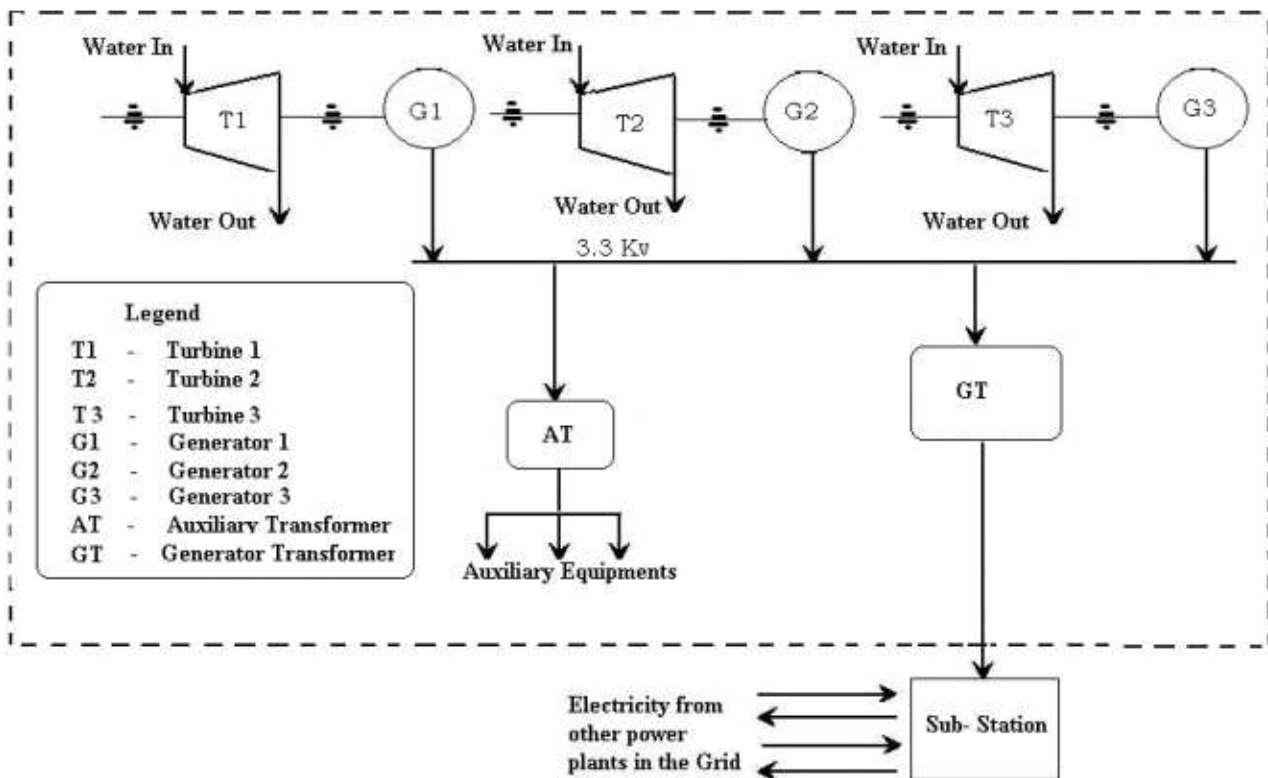 Water In
Water In
Water In
T1
G1
T2
G2
T3
G3
Water Out
Water Out
Water Out
3.3 Kv
Legend
T1 - Turbine 1
T2 - Turbine 2
T3 - Turbine 3
G1 - Generator 1
G2 - Generator 2
G3 - Generator 3
AT - Auxiliary Transformer
GT - Generator Transformer
AT
GT
Auxiliary Equipments
Electricity from
other power
plants in the Grid
Sub- Station